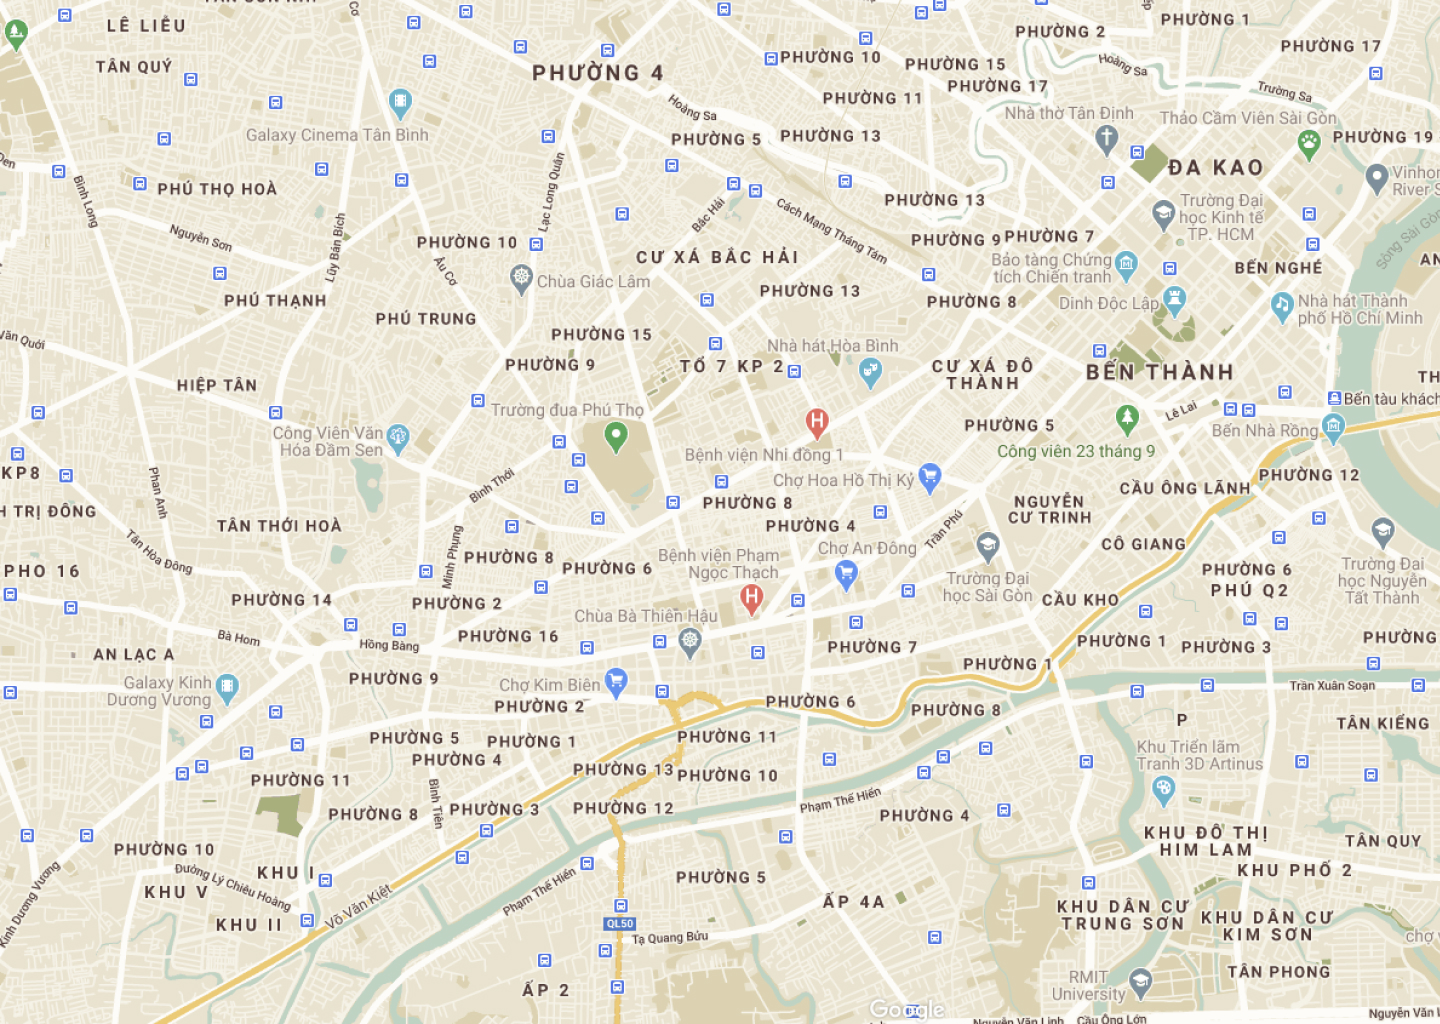 LÊ LIỄU
TÂN QUÝ
PHƯỜNG 4
PHƯỜNG 10
PHƯỜNG 15
PHƯỜNG 2
PHƯỜNG 1
PHƯỜNG 17
Hoàng Sa
Trường Sa
PHƯỜNG 17
PHƯỜNG 11
Hoàng Sa
Galaxy Cinema Tân Bình
PHƯỜNG 5
PHƯỜNG 13
Nhà thờ Tân Định
Thảo Cầm Viên Sài Gòn
PHƯỜNG 19
ĐA KAO
Vinhom
River S
PHÚ THỌ HOÀ
Bình Long
Lạc Long Quân
PHƯỜNG 13
Trường Đại
học Kinh tế
TP. HCM
Nguyễn Sơn
Lũy Bán Bích
PHƯỜNG 10
Âu Cơ
Bắc Hải
Cách Mạng Tháng Tám
PHƯỜNG 9
PHƯỜNG 7
Sông Sài Gòn
CƯ XÁ BẮC HẢI
Bảo tàng Chứng
tích Chiến tranh
BẾN NGHÉ
AN
Chùa Giác Lâm
PHÚ THẠNH
PHƯỜNG 13
PHƯỜNG 8
Dinh Độc Lập
Nhà hát Thành
phố Hồ Chí Minh
PHÚ TRUNG
PHƯỜNG 15
Văn Quới
Nhà hát Hòa Bình
PHƯỜNG 9
TỔ 7 KP 2
CƯ XÁ ĐÔ
THÀNH
BẾN THÀNH
TH
HIỆP TÂN
Trường đua Phú Thọ
Lê Lai
Bến tàu khách
Công Viên Văn
Hóa Đầm Sen
PHƯỜNG 5
Bến Nhà Rồng
Bệnh viện Nhi đồng 1
Công viên 23 tháng 9
KP8
Phan Anh
Bình Thới
Chợ Hoa Hồ Thị Kỷ
PHƯỜNG 12
CẦU ÔNG LÃNH
H TRỊ ĐÔNG
TÂN THỚI HOÀ
PHƯỜNG 8
PHƯỜNG 4
Trần Phú
NGUYỄN
CƯ TRINH
Tân Hòa Đông
Minh Phụng
PHƯỜNG 8
PHƯỜNG 6
Bệnh viện Phạm
Ngọc Thạch
Chợ An Đông
CÔ GIANG
PHO 16
PHƯỜNG 14
PHƯỜNG 2
Trường Đại
học Sài Gòn
CẦU KHO
PHƯỜNG 6
PHÚ Q2
Trường Đại
học Nguyễn
Tất Thành
Chùa Bà Thiên Hậu
Bà Hom
Hồng Bàng
PHƯỜNG 16
PHƯỜNG 7
PHƯỜNG 1
PHƯỜNG 1
PHƯỜNG 3
PHƯỜNG
AN LẠC A
Galaxy Kinh
Dương Vương
PHƯỜNG 9
Chợ Kim Biên
PHƯỜNG 2
PHƯỜNG 6
PHƯỜNG 8
Trần Xuân Soạn
P
TÂN KIỂNG
PHƯỜNG 5
PHƯỜNG 1
PHƯỜNG 11
PHƯỜNG 4
PHƯỜNG 13
PHƯỜNG 10
Khu Triển lãm
Tranh 3D Artinus
PHƯỜNG 11
Bình Tiên
PHƯỜNG 8
PHƯỜNG 3
PHƯỜNG 12
Phạm Thế Hiển
PHƯỜNG 4
KHU ĐÔ THỊ
HIM LAM
TÂN QUY
PHƯỜNG 10
KHU I
KHU V
Đường Lý Chiêu Hoàng
KHU II
Kinh Dương Vương
Võ Văn Kiệt
Phạm Thế Hiển
PHƯỜNG 5
ẤP 4A
KHU PHỐ 2
KHU DÂN CƯ
TRUNG SƠN
KHU DÂN CƯ
KIM SƠN
QL50
Tạ Quang Bửu
chợ v
ẤP 2
RMIT
University
TÂN PHONG
Google
Nguyễn Văn Linh
Cầu Ông Lớn
Nguyễn Văn L